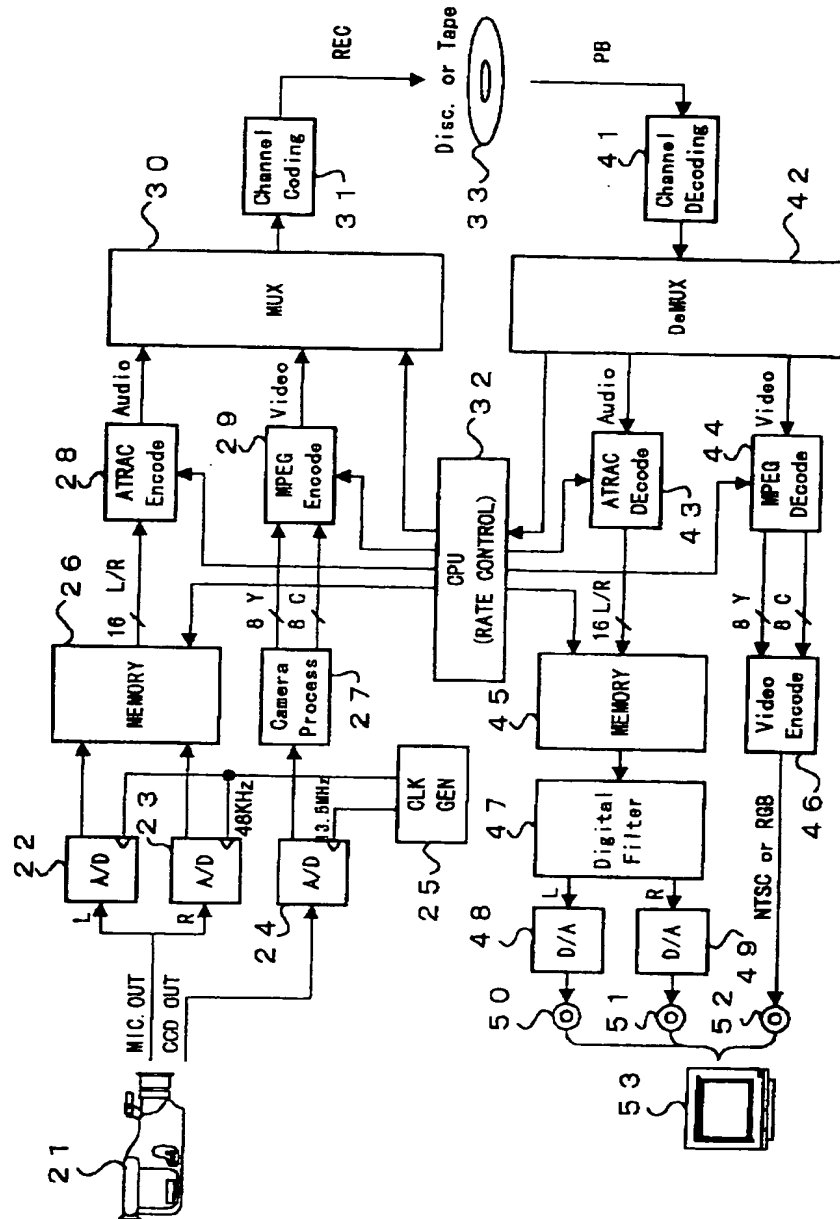 21
MIC. OUT
CCD OUT
L
R
22
A/D
23
A/D
48KHz
24
A/D
13.5MHz
25
CLK
GEN
26
MEMORY
27
Camera
Process
16 L/R
8 Y
8 C
28
ATRAC
Encode
29
MPEG
Encode
Audio
Video
30
MUX
31
Channel
Coding
REC
Disc. or Tape
33
PB
32
CPU
(RATE CONTROL)
41
Channel
DEcoding
42
DeMUX
Audio
Video
43
ATRAC
DEcode
44
MPEG
DEcode
16 L/R
8 Y
8 C
45
MEMORY
46
Video
Encode
47
Digital
Filter
L
R
48
D/A
49
D/A
NTSC or RGB
50
51
52
53